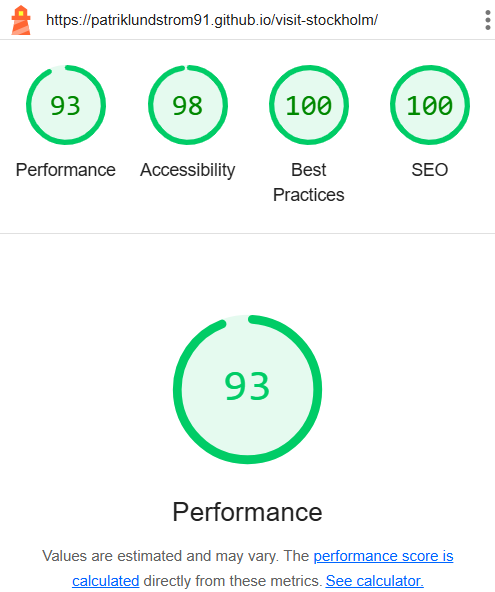 https://patriklundstrom91.github.io/visit-stockholm/
93 98 100 100
Performance Accessibility Best Practices SEO
93
Performance
Values are estimated and may vary. The performance score is
calculated directly from these metrics. See calculator.